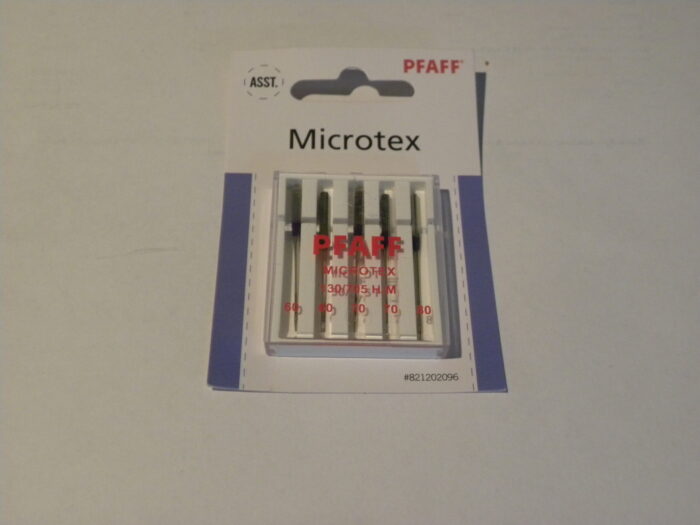 PFAFF®
ASST.
Microtex
PFAFF
MICROTEX
130/705 H-M
60 60 70 70 80
#821202096